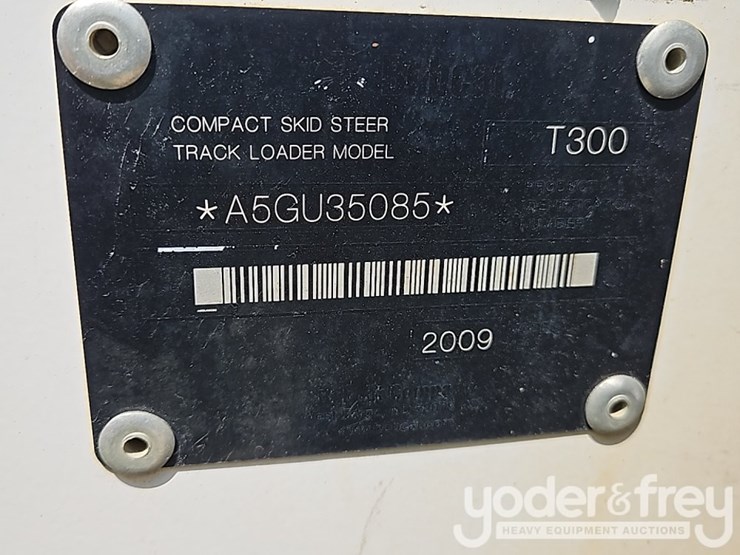 COMPACT SKID STEER
TRACK LOADER MODEL
T300
*A5GU35085*
2009
yoder&frey
HEAVY EQUIPMENT AUCTIONS